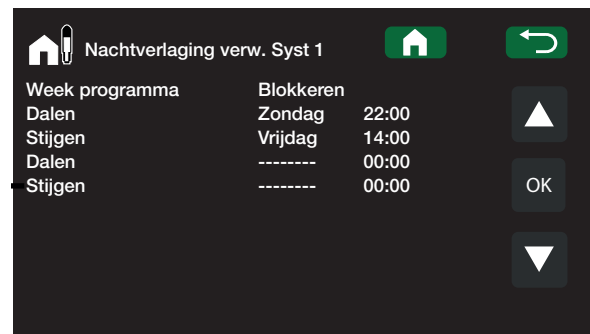 Nachtverlaging verw. Syst 1
Week programma Blokkeren
Dalen Zondag 22:00
Stijgen Vrijdag 14:00
Dalen -------- 00:00
Stijgen -------- 00:00
OK